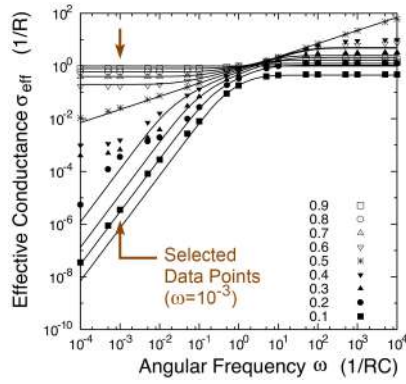 Effective Conductance σeff (1/R)
10^2
10^0
10^-2
10^-4
10^-6
10^-8
10^-10
Selected
Data Points
(ω=10^-3)
0.9
0.8
0.7
0.6
0.5
0.4
0.3
0.2
0.1
10^-4 10^-3 10^-2 10^-1 10^0 10^1 10^2 10^3 10^4
Angular Frequency ω (1/RC)